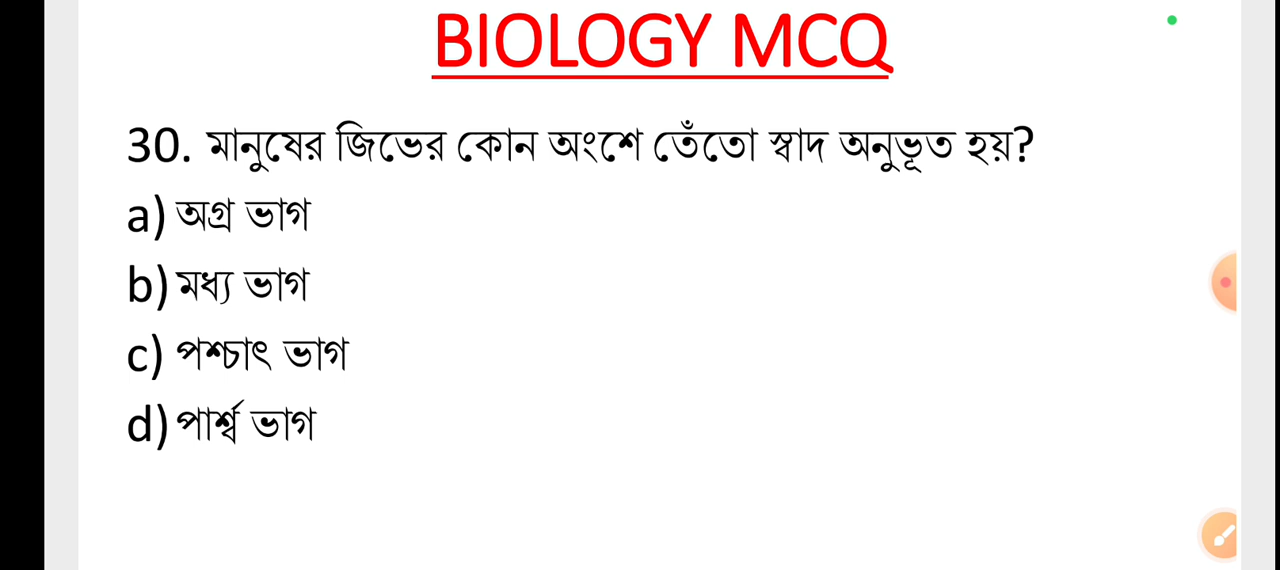 BIOLOGY MCQ
30. মানুষের জিভের কোন অংশে তেঁতো স্বাদ অনুভূত হয়?
a) অগ্র ভাগ
b) মধ্য ভাগ
c) পশ্চাৎ ভাগ
d) পার্শ্ব ভাগ